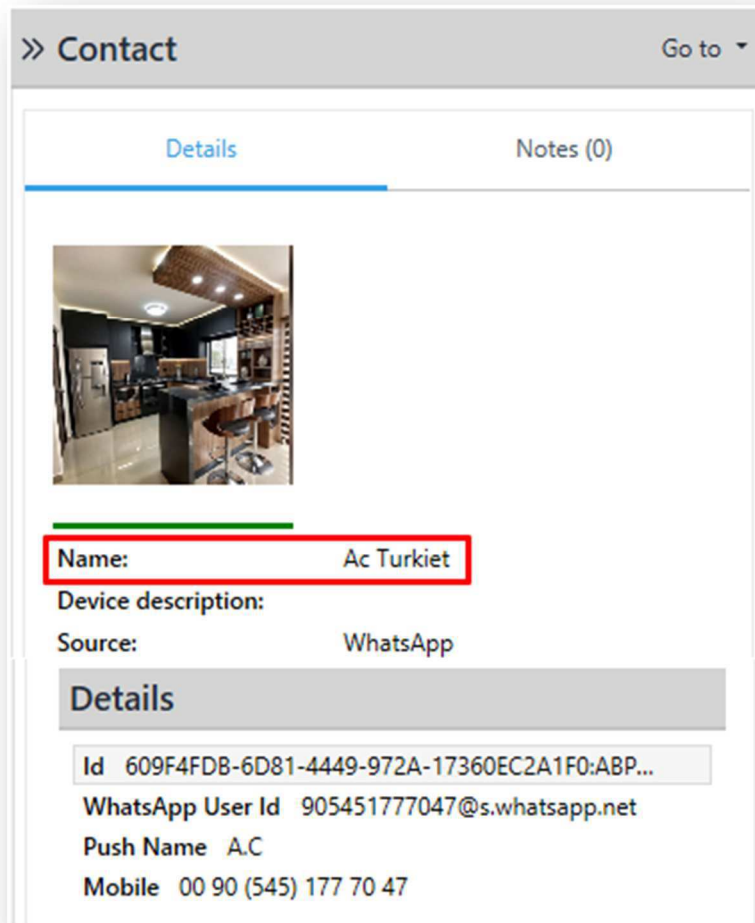 Contact Go to
Details Notes (0)
Name: Ac Turkiet
Device description:
Source: WhatsApp
Details
Id 609F4FDB-6D81-4449-972A-17360EC2A1F0:ABP...
WhatsApp User Id 905451777047@s.whatsapp.net
Push Name A.C
Mobile 00 90 (545) 177 70 47